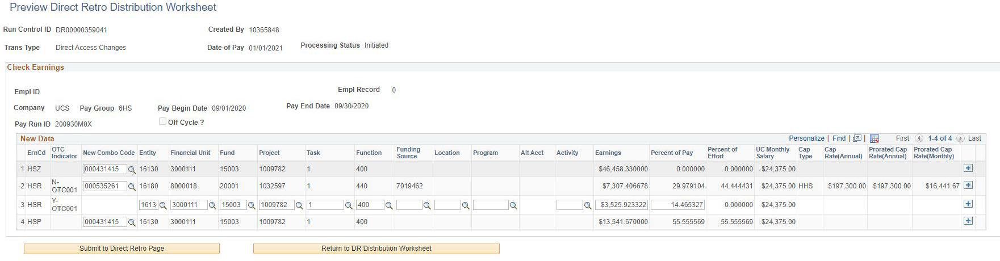 Preview Direct Retro Distribution Worksheet
Run Control ID DR00000359041 Created By 10365848
Trans Type Direct Access Changes Date of Pay 01/01/2021 Processing Status Initiated
Check Earnings
Empl ID Empl Record 0
Company UCS Pay Group 6HS Pay Begin Date 09/01/2020 Pay End Date 09/30/2020
Pay Run ID 200930M0X Off Cycle ?
New Data Personalize | Find | | First 1-4 of 4 Last
ErnCd OTC Indicator New Combo Code Entity Financial Unit Fund Project Task Function Funding Source Location Program Alt Acct Activity Earnings Percent of Pay Percent of Effort UC Monthly Salary Cap Type Cap Rate(Annual) Prorated Cap Rate(Annual) Prorated Cap Rate(Monthly)
1 HSZ 000431415 16130 3000111 15003 1009782 1 400 $46,458.330000 0.000000 0.000000 $24,375.00
2 HSR N-OTC001 000535261 16180 8000018 20001 1032597 1 440 7019462 $7,307.406678 29.979104 44.444431 $24,375.00 HHS $197,300.00 $197,300.00 $16,441.67
3 HSR Y-OTC001 1613 3000111 15003 1009782 1 400 $3,525.923322 14.465327 0.000000 $24,375.00
4 HSP 000431415 16130 3000111 15003 1009782 1 400 $13,541.670000 55.555569 55.555569 $24,375.00
Submit to Direct Retro Page Return to DR Distribution Worksheet